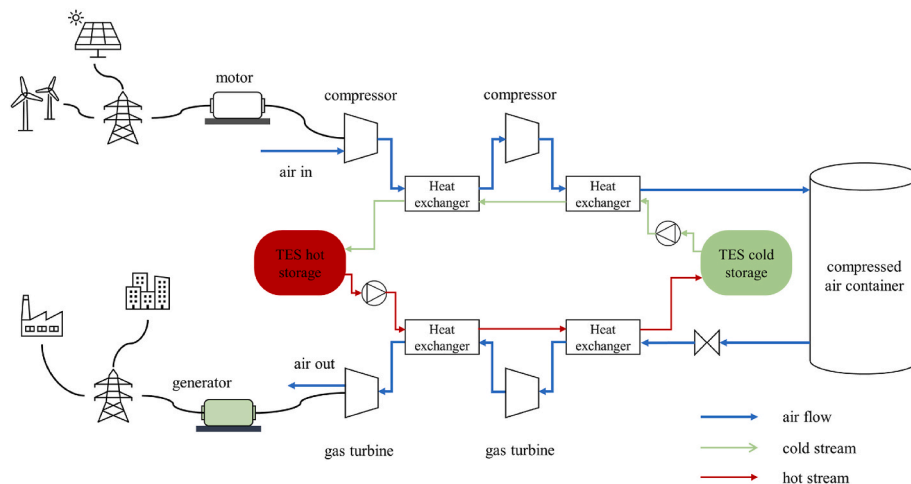 motor
compressor
compressor
air in
Heat
exchanger
Heat
exchanger
TES hot
storage
TES cold
storage
compressed
air container
Heat
exchanger
Heat
exchanger
air out
generator
gas turbine
gas turbine
air flow
cold stream
hot stream